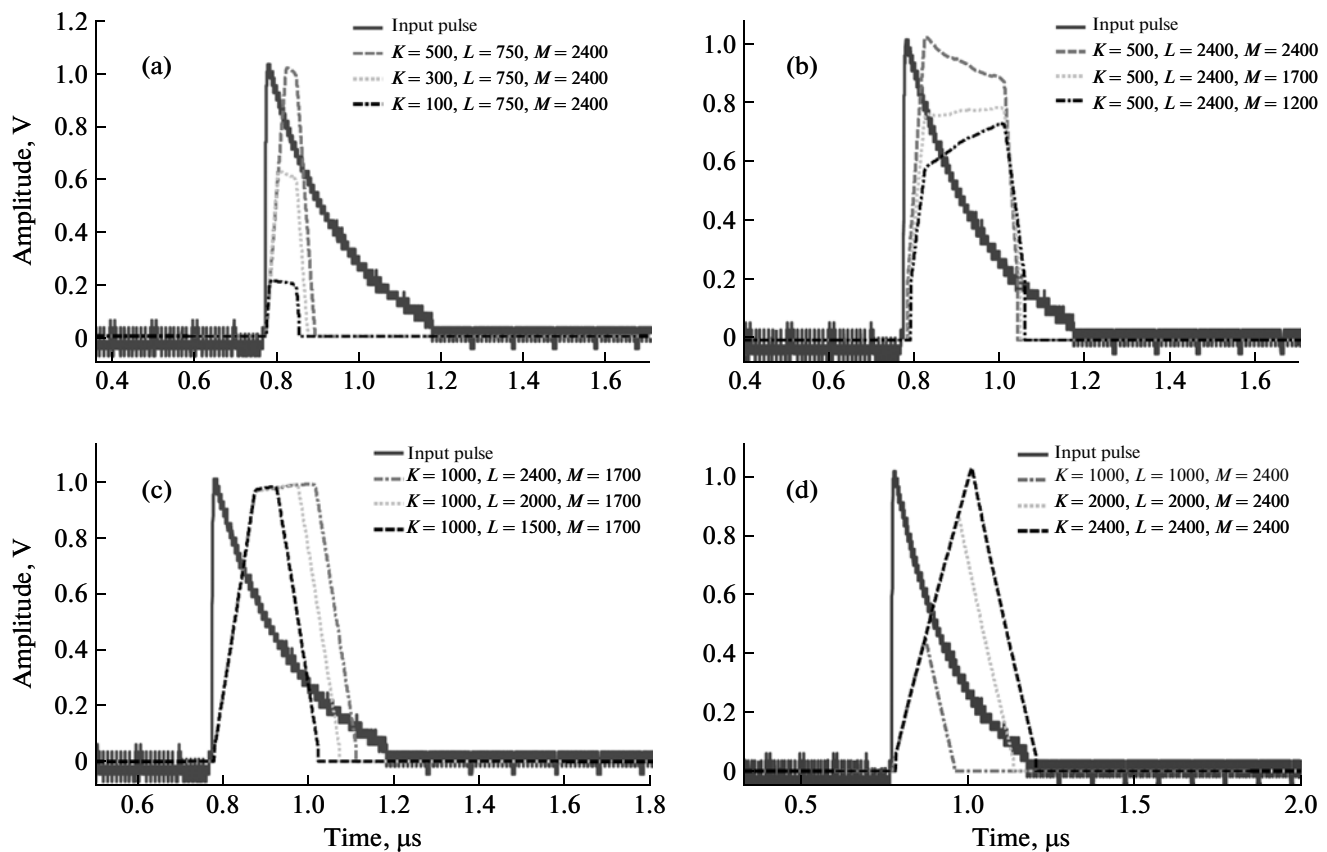 Amplitude, V
(a)
Input pulse
K = 500, L = 750, M = 2400
K = 300, L = 750, M = 2400
K = 100, L = 750, M = 2400
1.2
1.0
0.8
0.6
0.4
0.2
0
0.4 0.6 0.8 1.0 1.2 1.4 1.6
(b)
Input pulse
K = 500, L = 2400, M = 2400
K = 500, L = 2400, M = 1700
K = 500, L = 2400, M = 1200
1.0
0.8
0.6
0.4
0.2
0
0.4 0.6 0.8 1.0 1.2 1.4 1.6
Amplitude, V
(c)
Input pulse
K = 1000, L = 2400, M = 1700
K = 1000, L = 2000, M = 1700
K = 1000, L = 1500, M = 1700
1.0
0.8
0.6
0.4
0.2
0
0.6 0.8 1.0 1.2 1.4 1.6 1.8
Time, μs
(d)
Input pulse
K = 1000, L = 1000, M = 2400
K = 2000, L = 2000, M = 2400
K = 2400, L = 2400, M = 2400
1.0
0.8
0.6
0.4
0.2
0
0.5 1.0 1.5 2.0
Time, μs